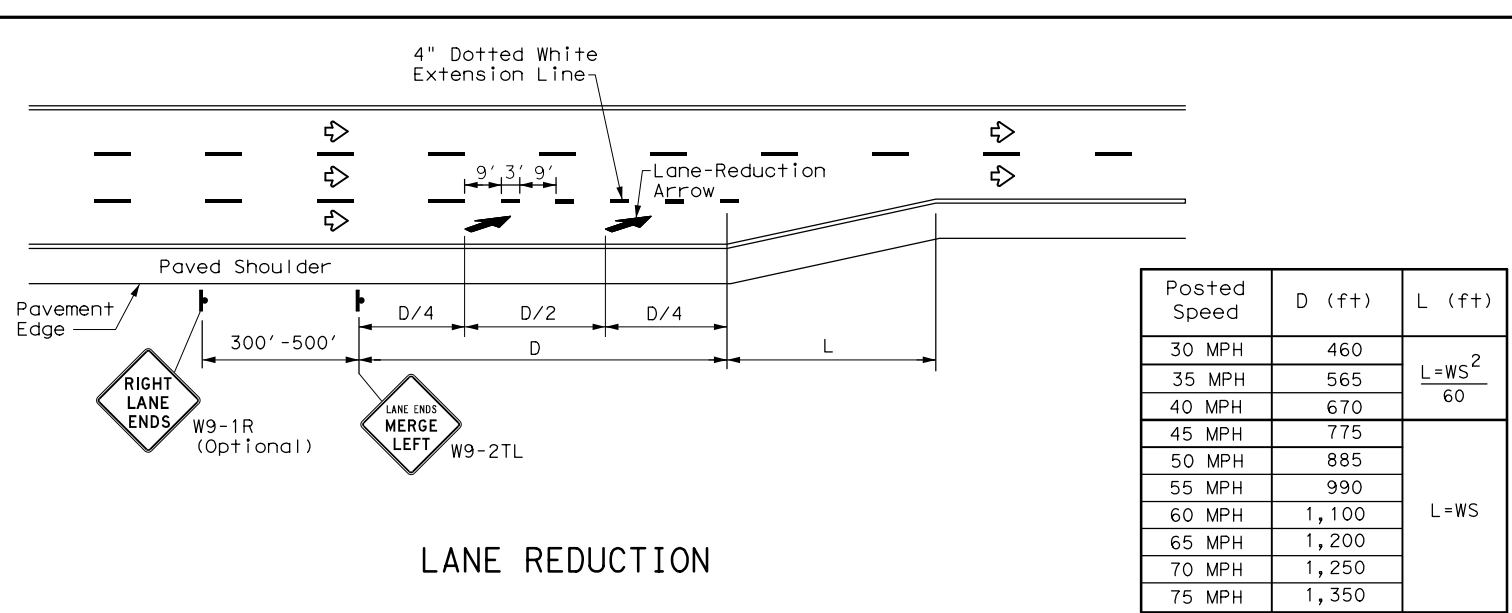 4" Dotted White
Extension Line
9' 3' 9'
Lane-Reduction
Arrow
Paved Shoulder
Pavement
Edge
D/4 D/2 D/4
300'-500' D L
RIGHT
LANE
ENDS
W9-1R
(Optional)
LANE ENDS
MERGE
LEFT
W9-2TL
LANE REDUCTION
Posted
Speed
D (ft) L (ft)
30 MPH 460
35 MPH 565
40 MPH 670
L=WS²
60
45 MPH 775
50 MPH 885
55 MPH 990
60 MPH 1,100
65 MPH 1,200
70 MPH 1,250
75 MPH 1,350
L=WS